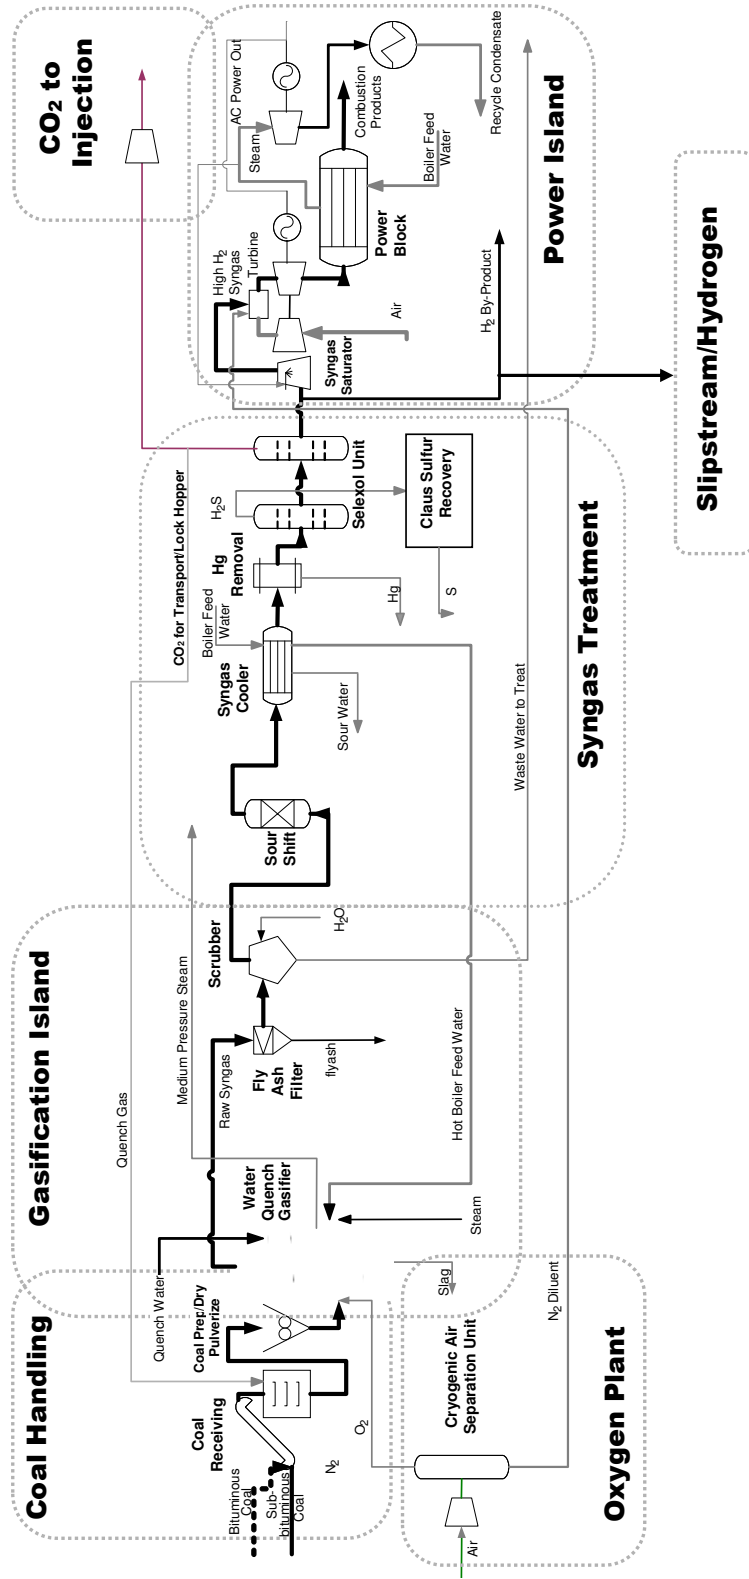 Coal Handling
Bituminous
Coal
Sub-
bituminous
Coal
Coal
Receiving
N2
O2
Coal Prep/Dry
Pulverize
Quench Water
Oxygen Plant
Air
Cryogenic Air
Separation Unit
N2 Diluent
Gasification Island
Water
Quench
Gasifier
Slag
Steam
Quench Gas
Medium Pressure Steam
Raw Syngas
Fly
Ash
Filter
flyash
Hot Boiler Feed Water
Scrubber
H2O
Syngas Treatment
Sour
Shift
Waste Water to Treat
Syngas
Cooler
Boiler Feed
Water
Sour Water
Hg
Removal
Hg
CO2 for Transport/Lock Hopper
H2S
Selexol Unit
Claus Sulfur
Recovery
S
Power Island
Syngas
Saturator
High H2
Syngas
Turbine
Air
H2 By-Product
Power
Block
Boiler Feed
Water
Steam
AC Power Out
Combustion
Products
Recycle Condensate
CO2 to
Injection
Slipstream/Hydrogen